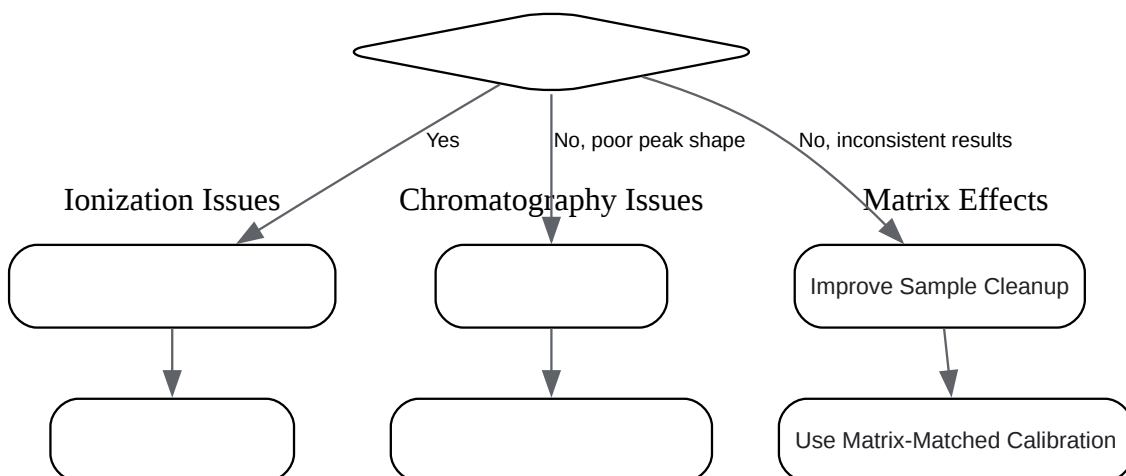 Yes
No, poor peak shape
No, inconsistent results
Ionization Issues
Chromatography Issues
Matrix Effects
Improve Sample Cleanup
Use Matrix-Matched Calibration